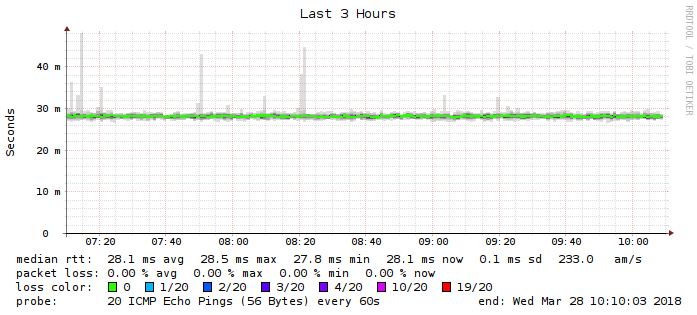 Last 3 Hours
RRDTOOL / TOBI OETIKER
Seconds
40 m
30 m
20 m
10 m
0
07:20 07:40 08:00 08:20 08:40 09:00 09:20 09:40 10:00
median rtt: 28.1 ms avg 28.5 ms max 27.8 ms min 28.1 ms now 0.1 ms sd 233.0 am/s
packet loss: 0.00 % avg 0.00 % max 0.00 % min 0.00 % now
loss color: 0 1/20 2/20 3/20 4/20 10/20 19/20
probe: 20 ICMP Echo Pings (56 Bytes) every 60s end: Wed Mar 28 10:10:03 2018